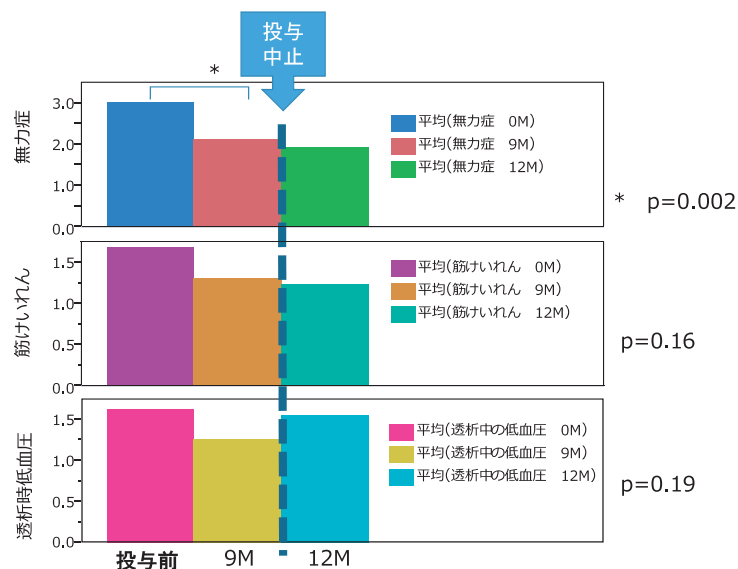 投与
中止
*
無力症
3.0
2.0
1.0
0.0
平均(無力症 0M)
平均(無力症 9M)
平均(無力症 12M)
* p=0.002
筋けいれん
1.5
1.0
0.5
0.0
平均(筋けいれん 0M)
平均(筋けいれん 9M)
平均(筋けいれん 12M)
p=0.16
透析時低血圧
1.5
1.0
0.5
0.0
平均(透析中の低血圧 0M)
平均(透析中の低血圧 9M)
平均(透析中の低血圧 12M)
p=0.19
投与前 9M 12M